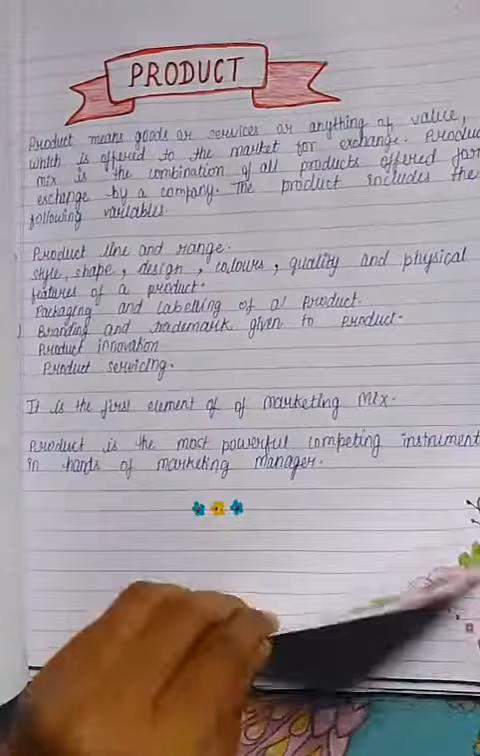 PRODUCT
Product means goods or services or anything of value,
which is offered to the market for exchange. Produc
mix is the combination of all products offered for
exchange by a company. The product includes the
following variables.
Product line and range.
style, shape, design, colours, quality and physical
features of a product.
Packaging and Labelling of a product.
Branding and trademark given to product.
Product innovation
Product servicing.
It is the first element of of marketing mix.
Product is the most powerful competing instrument
in hands of marketing manager.